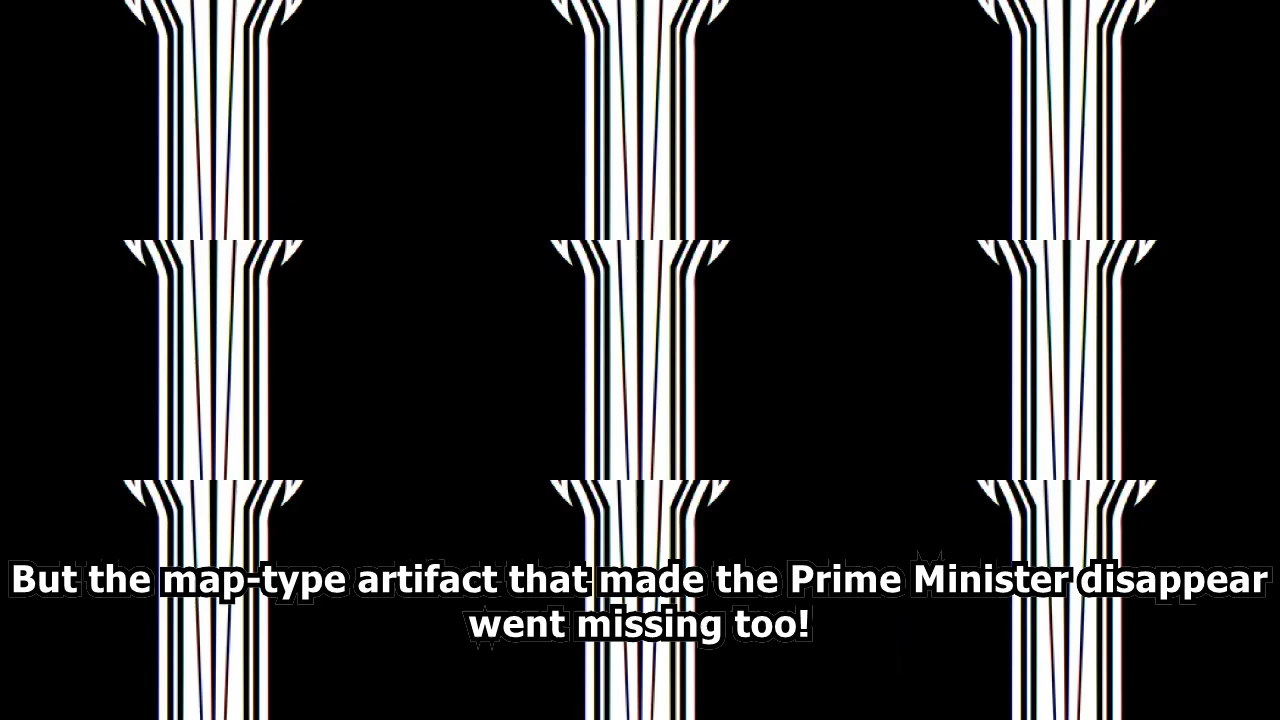 But the map-type artifact that made the Prime Minister disappear
went missing too!